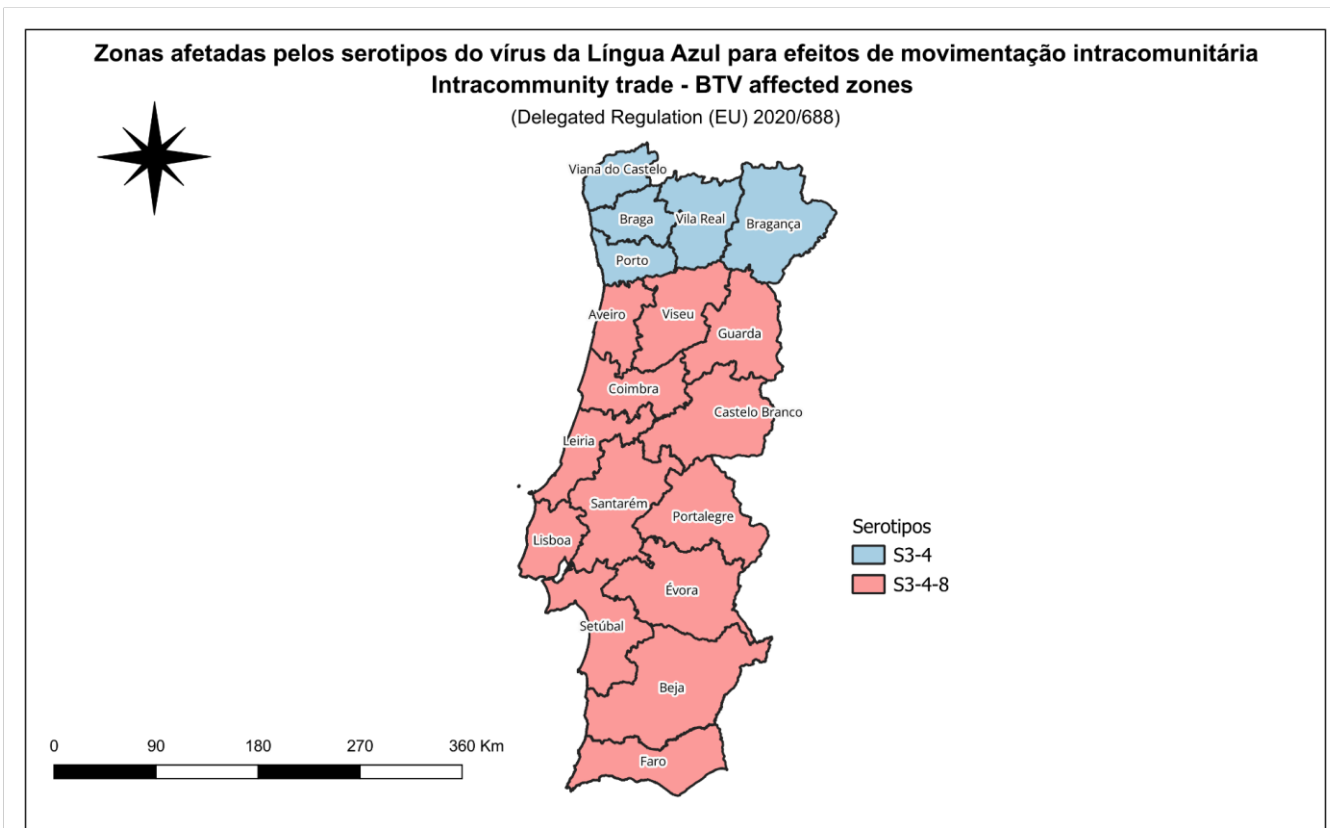 Zonas afetadas pelos serotipos do vírus da Língua Azul para efeitos de movimentação intracomunitária
Intracommunity trade - BTV affected zones
(Delegated Regulation (EU) 2020/688)
Viana do Castelo
Braga
Vila Real
Bragança
Porto
Aveiro
Viseu
Guarda
Coimbra
Castelo Branco
Leiria
Santarém
Portalegre
Lisboa
Évora
Setúbal
Beja
Faro
Serotipos
S3-4
S3-4-8
0 90 180 270 360 Km